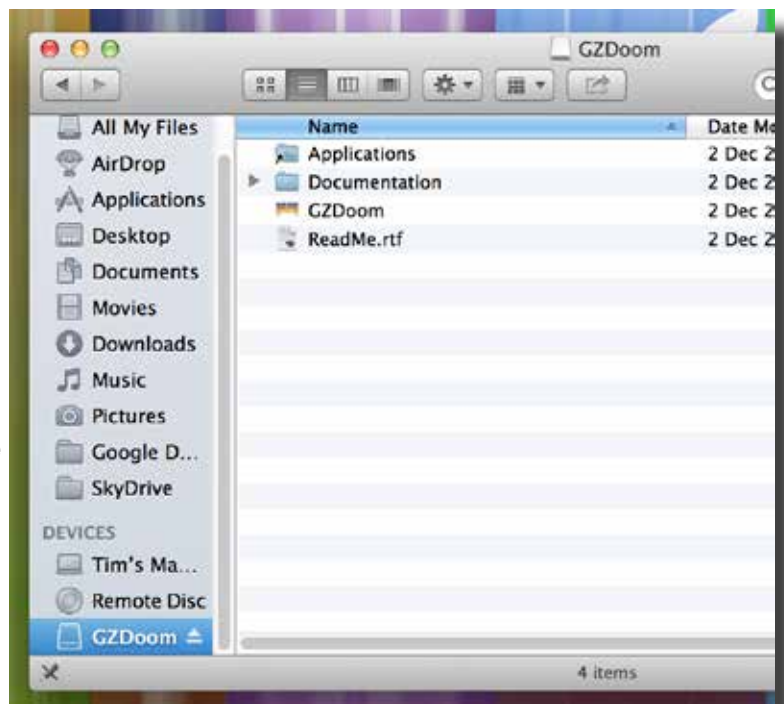 GZDoom
All My Files
AirDrop
Applications
Desktop
Documents
Movies
Downloads
Music
Pictures
Google D...
SkyDrive
DEVICES
Tim's Ma...
Remote Disc
GZDoom
Name Date Mo
Applications 2 Dec 2
Documentation 2 Dec 2
GZDoom 2 Dec 2
ReadMe.rtf 2 Dec 2
4 items